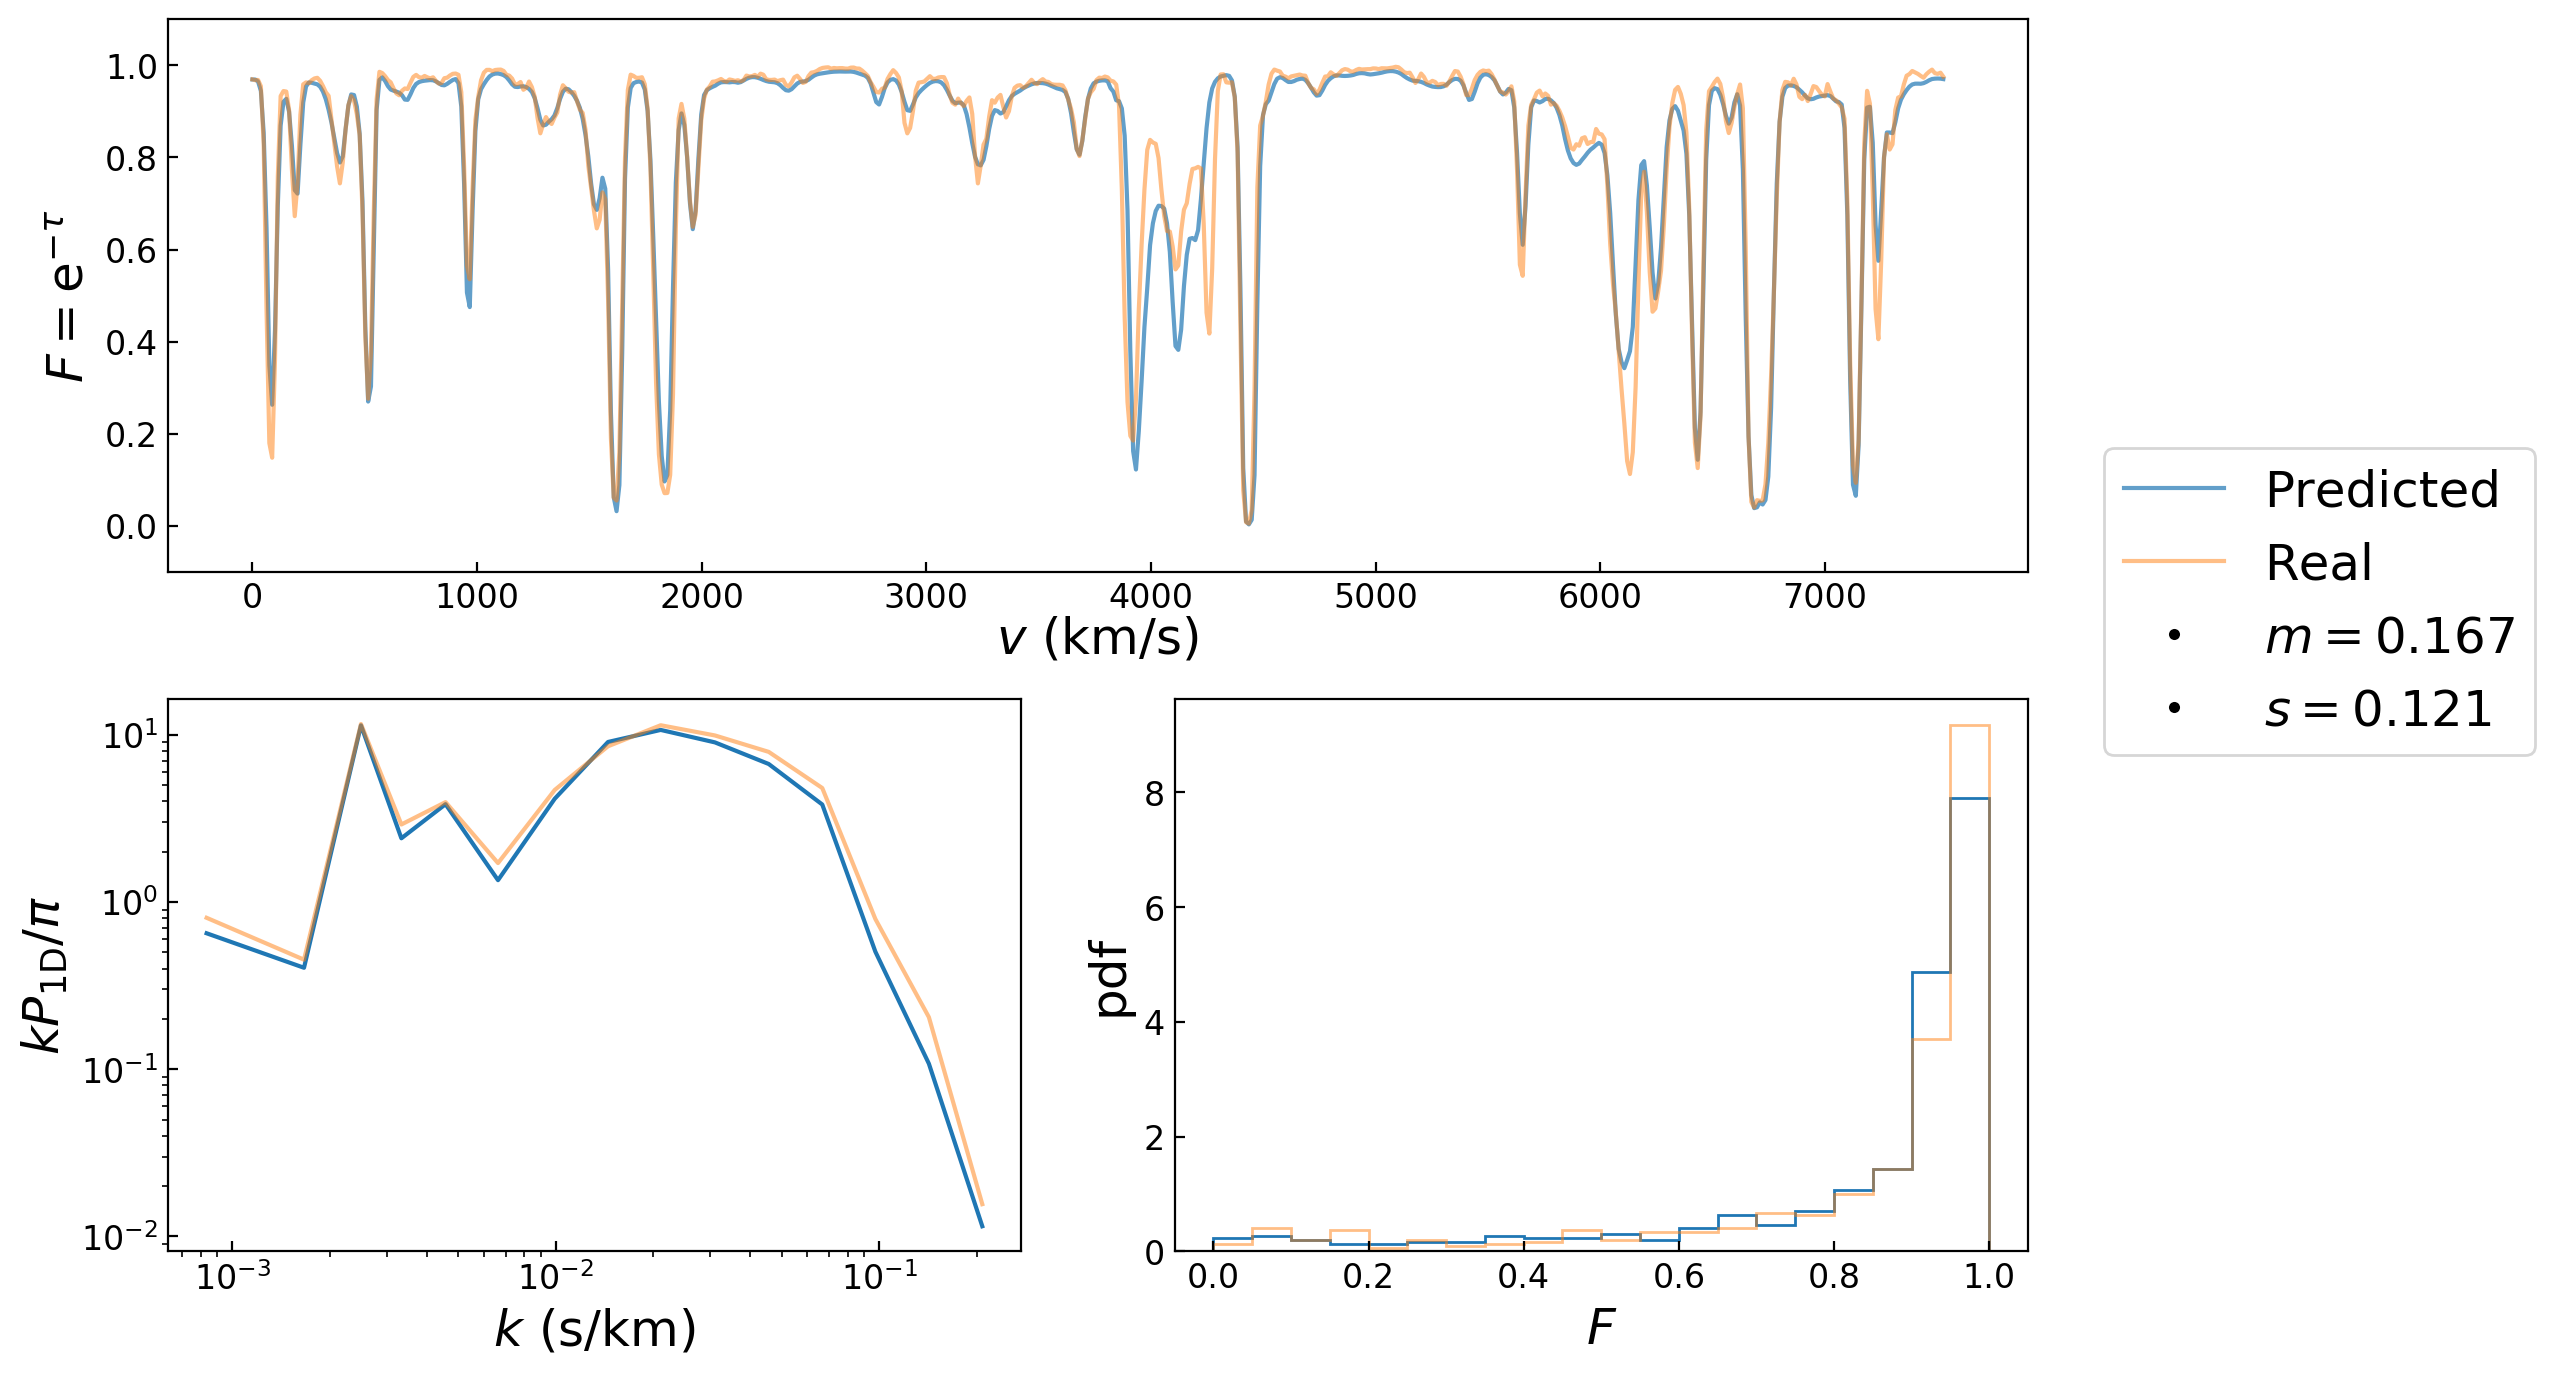 F = e^{-τ}
1.0
0.8
0.6
0.4
0.2
0.0
0 1000 2000 3000 4000 5000 6000 7000
v (km/s)
Predicted
Real
m = 0.167
s = 0.121
kP_{1D}/π
10^1
10^0
10^{-1}
10^{-2}
10^{-3} 10^{-2} 10^{-1}
k (s/km)
pdf
8
6
4
2
0
0.0 0.2 0.4 0.6 0.8 1.0
F